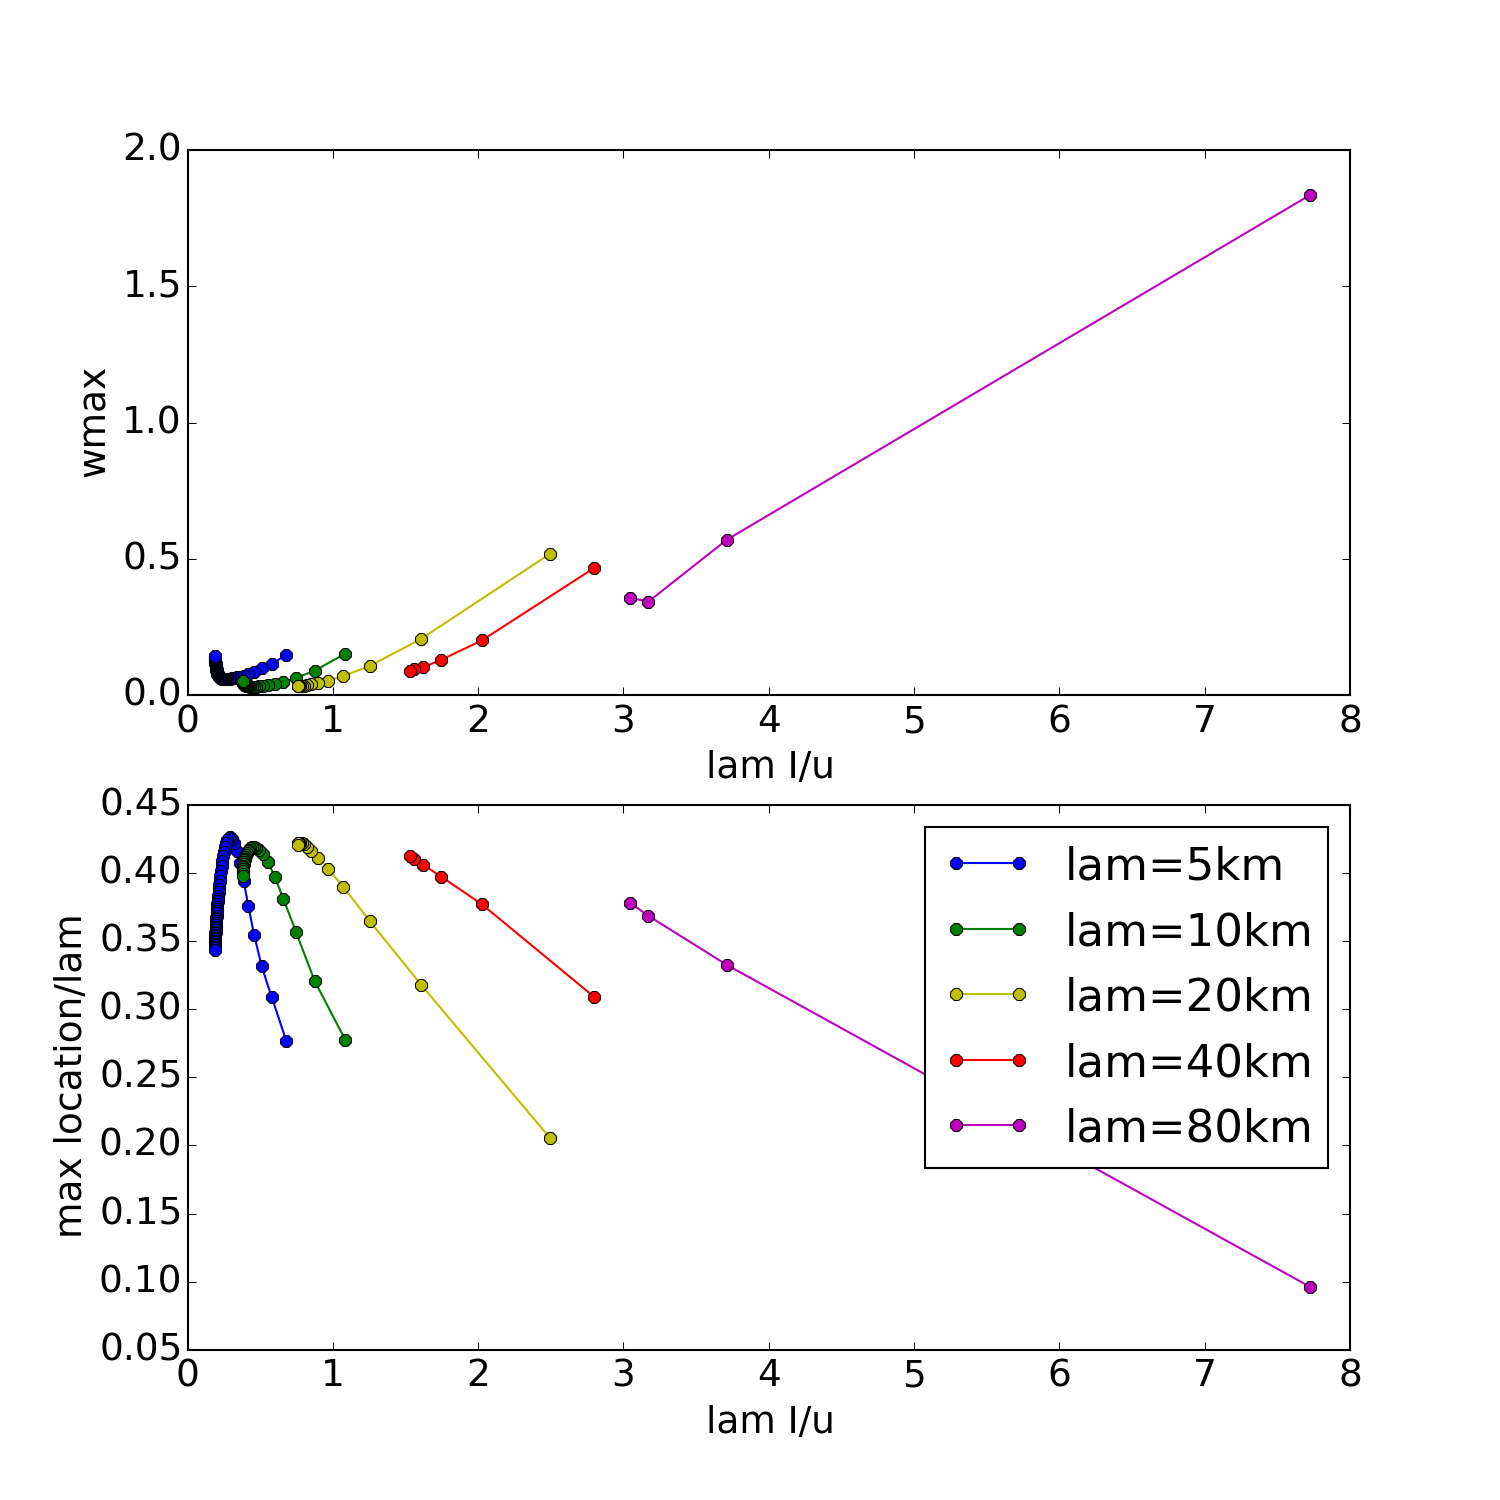 2.0
1.5
1.0
0.5
0.0
wmax
0 1 2 3 4 5 6 7 8
lam I/u
0.45
0.40
0.35
0.30
0.25
0.20
0.15
0.10
0.05
max location/lam
lam=5km
lam=10km
lam=20km
lam=40km
lam=80km
0 1 2 3 4 5 6 7 8
lam I/u